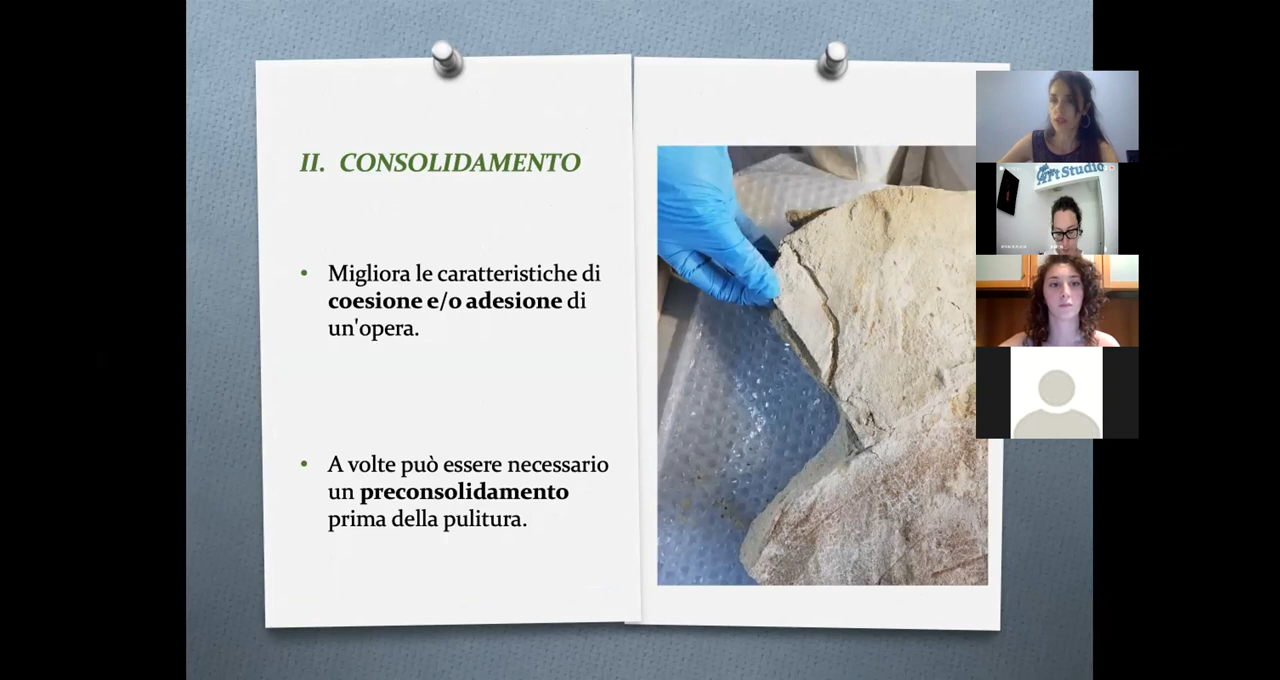 II. CONSOLIDAMENTO
• Migliora le caratteristiche di
coesione e/o adesione di
un'opera.
• A volte può essere necessario
un preconsolidamento
prima della pulitura.
Art Studio